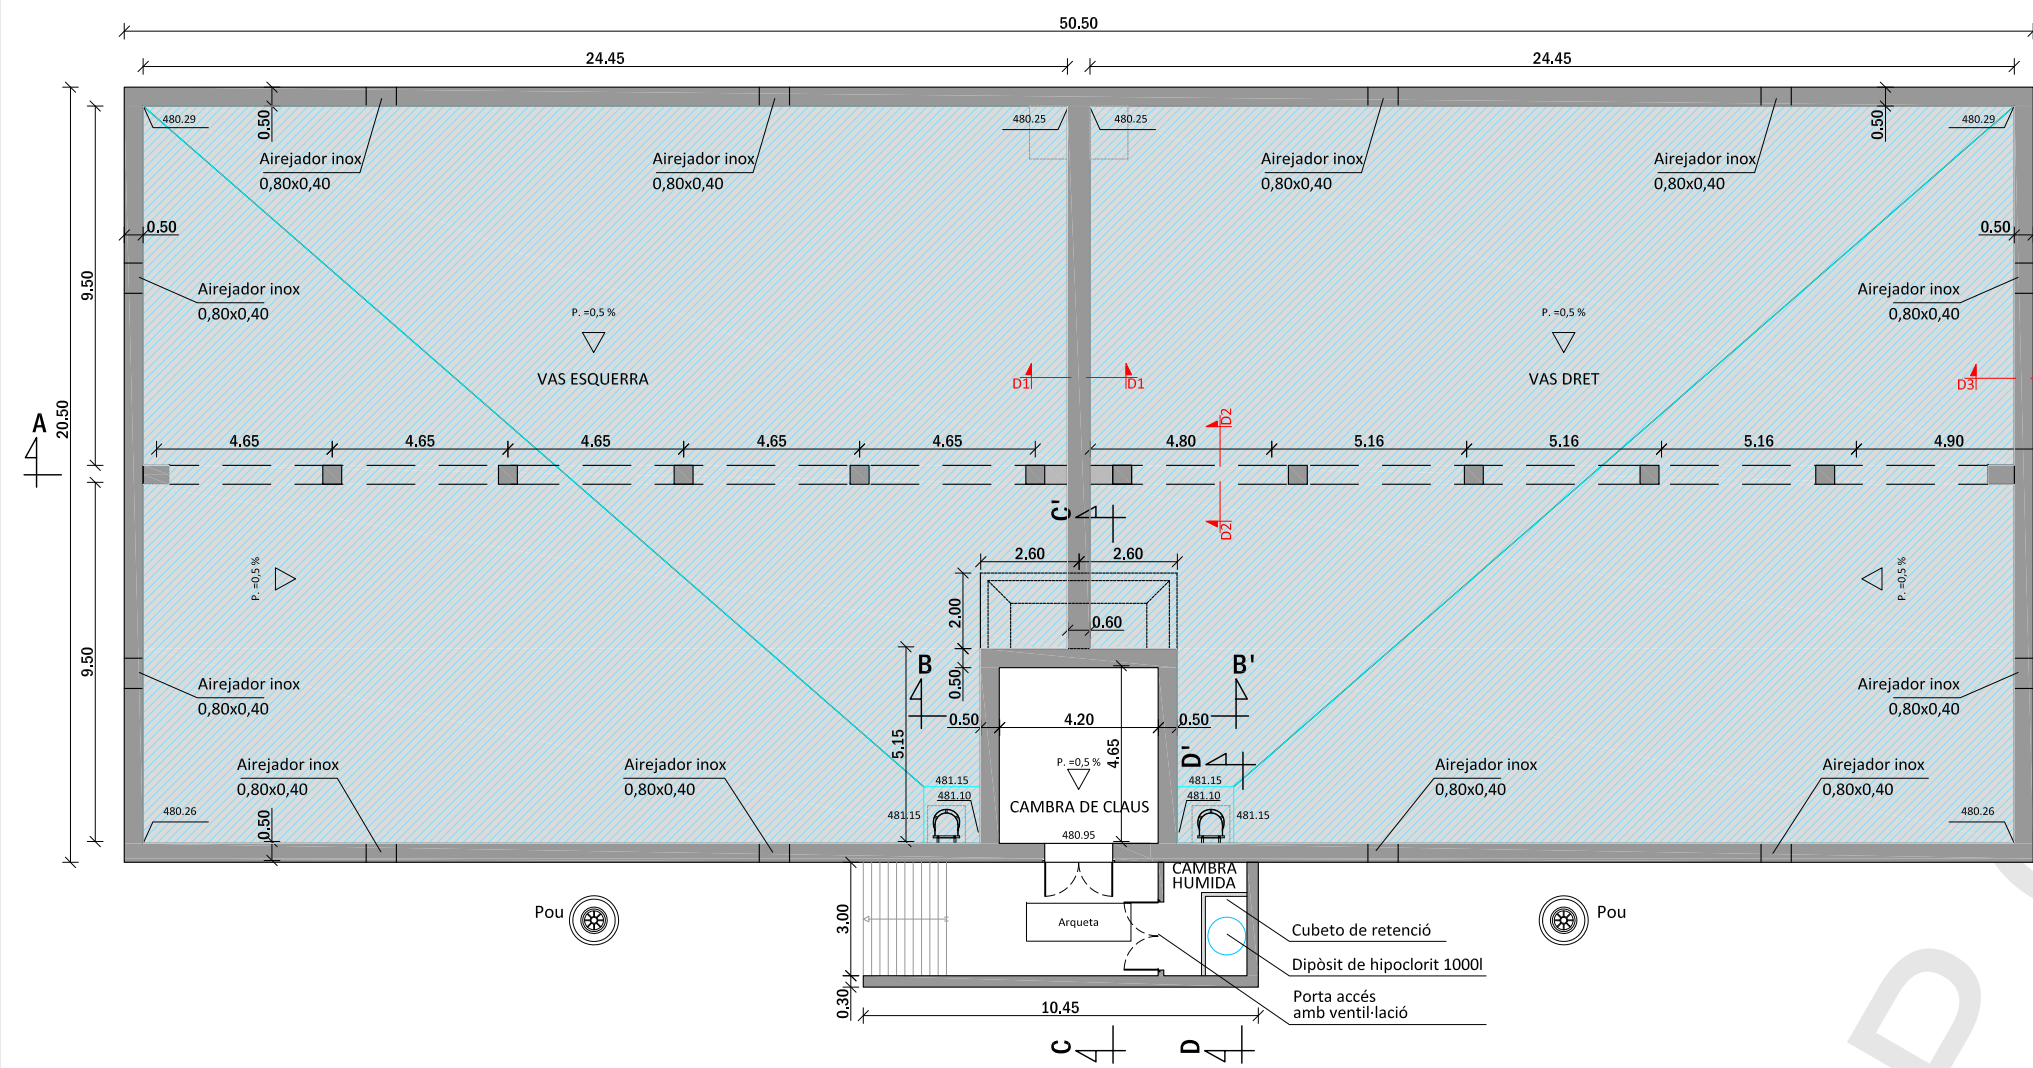 50.50
24.45
24.45
480.29
0.50
480.25
480.25
0.50
480.29
Airejador inox
0,80x0,40
Airejador inox
0,80x0,40
Airejador inox
0,80x0,40
Airejador inox
0,80x0,40
0.50
0.50
9.50
Airejador inox
0,80x0,40
Airejador inox
0,80x0,40
P. =0,5 %
P. =0,5 %
VAS ESQUERRA
VAS DRET
D1
D1
D3
20.50
A
D2
4.65
4.65
4.65
4.65
4.65
4.80
5.16
5.16
5.16
4.90
C'
D2
2.60
2.60
P. =0,5 %
P. =0,5 %
2.00
0.60
9.50
B
B'
0.50
Airejador inox
0,80x0,40
Airejador inox
0,80x0,40
0.50
4.20
0.50
5.15
4.65
D'
P. =0,5 %
Airejador inox
0,80x0,40
Airejador inox
0,80x0,40
Airejador inox
0,80x0,40
Airejador inox
0,80x0,40
481.15
481.10
481.15
CAMBRA DE CLAUS
480.95
481.15
481.10
481.15
480.26
0.50
480.26
CAMBRA
HUMIDA
Pou
Pou
3.00
Arqueta
Cubeto de retenció
Dipòsit de hipoclorit 1000l
Porta accés
amb ventil·lació
0.30
10.45
C
D
D